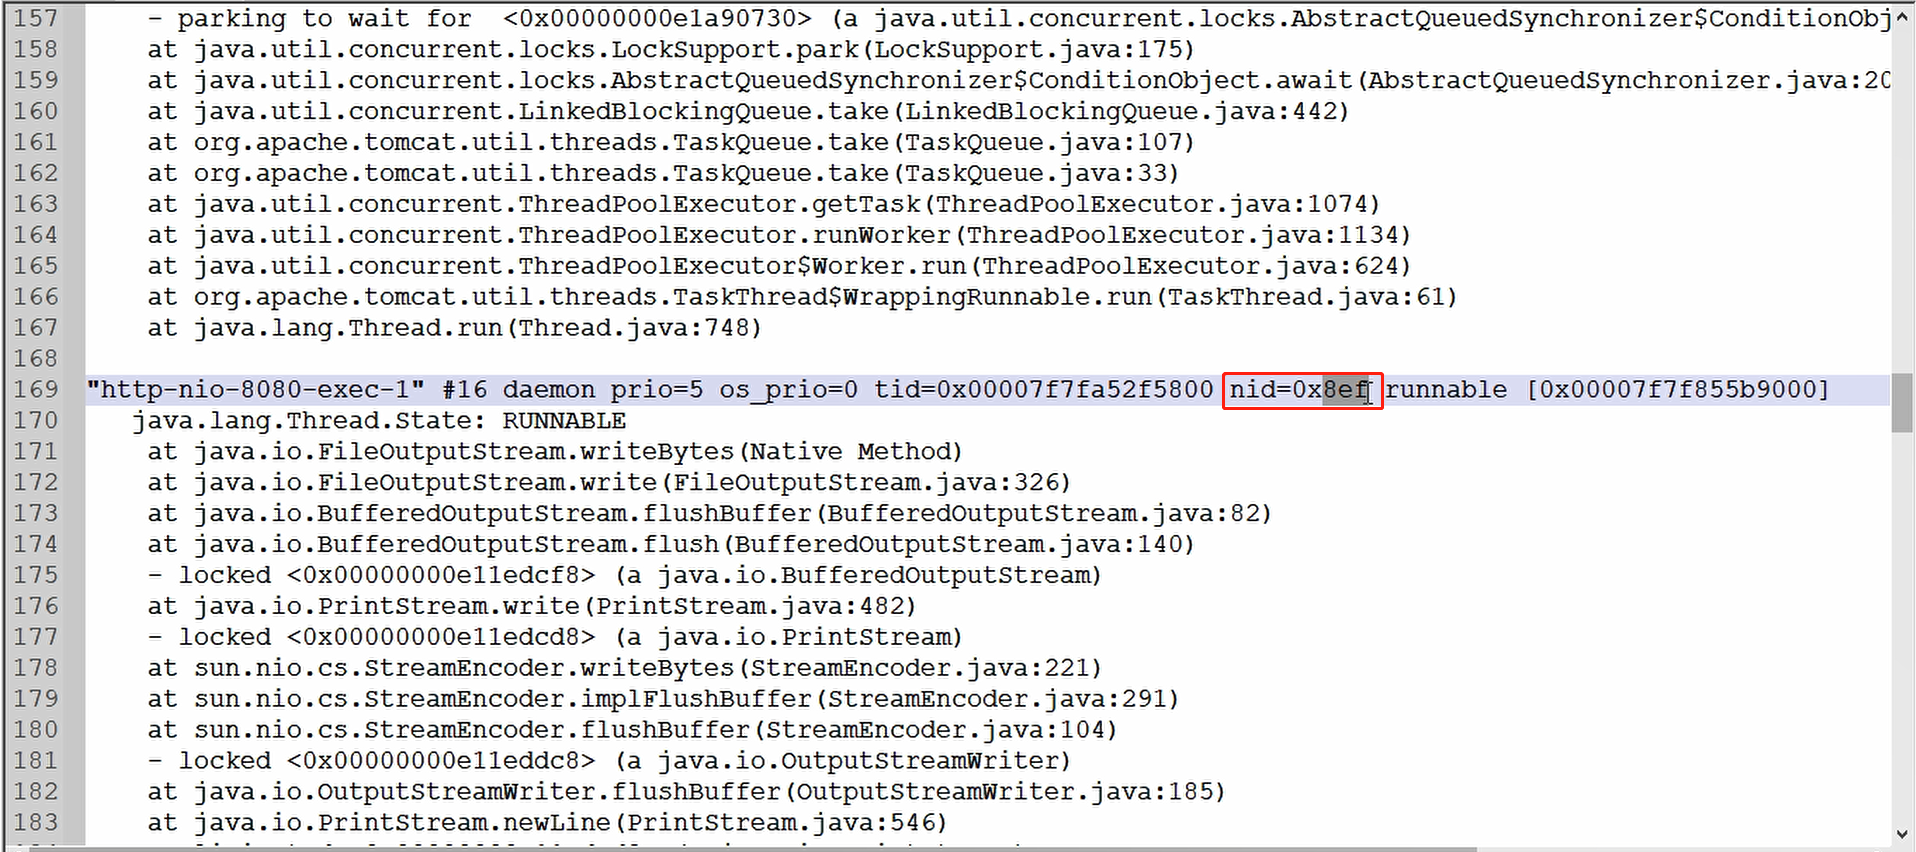 157 - parking to wait for <0x00000000e1a90730> (a java.util.concurrent.locks.AbstractQueuedSynchronizer$ConditionObj
158 at java.util.concurrent.locks.LockSupport.park(LockSupport.java:175)
159 at java.util.concurrent.locks.AbstractQueuedSynchronizer$ConditionObject.await(AbstractQueuedSynchronizer.java:20
160 at java.util.concurrent.LinkedBlockingQueue.take(LinkedBlockingQueue.java:442)
161 at org.apache.tomcat.util.threads.TaskQueue.take(TaskQueue.java:107)
162 at org.apache.tomcat.util.threads.TaskQueue.take(TaskQueue.java:33)
163 at java.util.concurrent.ThreadPoolExecutor.getTask(ThreadPoolExecutor.java:1074)
164 at java.util.concurrent.ThreadPoolExecutor.runWorker(ThreadPoolExecutor.java:1134)
165 at java.util.concurrent.ThreadPoolExecutor$Worker.run(ThreadPoolExecutor.java:624)
166 at org.apache.tomcat.util.threads.TaskThread$WrappingRunnable.run(TaskThread.java:61)
167 at java.lang.Thread.run(Thread.java:748)
168
169 "http-nio-8080-exec-1" #16 daemon prio=5 os_prio=0 tid=0x00007f7fa52f5800 nid=0x8ef runnable [0x00007f7f855b9000]
170 java.lang.Thread.State: RUNNABLE
171 at java.io.FileOutputStream.writeBytes(Native Method)
172 at java.io.FileOutputStream.write(FileOutputStream.java:326)
173 at java.io.BufferedOutputStream.flushBuffer(BufferedOutputStream.java:82)
174 at java.io.BufferedOutputStream.flush(BufferedOutputStream.java:140)
175 - locked <0x00000000e11edcf8> (a java.io.BufferedOutputStream)
176 at java.io.PrintStream.write(PrintStream.java:482)
177 - locked <0x00000000e11edcd8> (a java.io.PrintStream)
178 at sun.nio.cs.StreamEncoder.writeBytes(StreamEncoder.java:221)
179 at sun.nio.cs.StreamEncoder.implFlushBuffer(StreamEncoder.java:291)
180 at sun.nio.cs.StreamEncoder.flushBuffer(StreamEncoder.java:104)
181 - locked <0x00000000e11eddc8> (a java.io.OutputStreamWriter)
182 at java.io.OutputStreamWriter.flushBuffer(OutputStreamWriter.java:185)
183 at java.io.PrintStream.newLine(PrintStream.java:546)